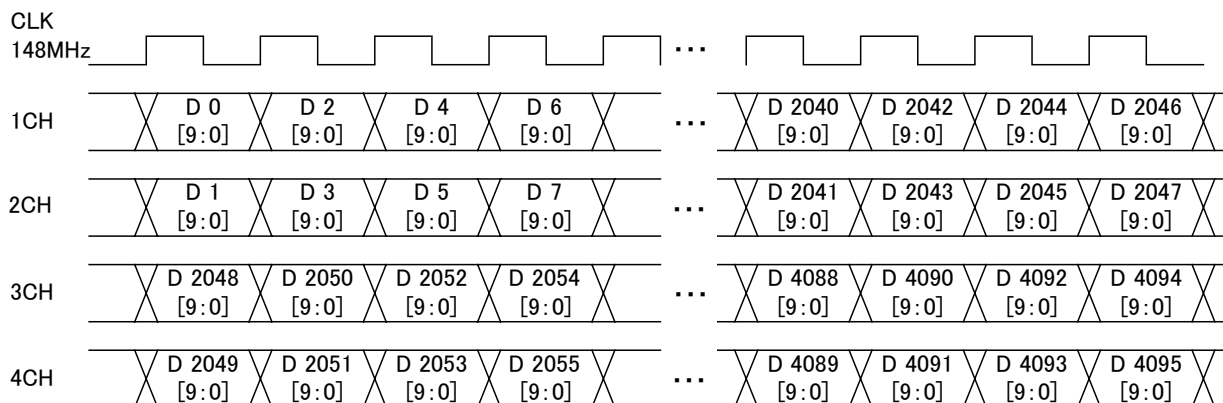 CLK
148MHz
...
1CH
D 0 D 2 D 4 D 6 ... D 2040 D 2042 D 2044 D 2046
[9:0] [9:0] [9:0] [9:0] [9:0] [9:0] [9:0] [9:0]
2CH
D 1 D 3 D 5 D 7 ... D 2041 D 2043 D 2045 D 2047
[9:0] [9:0] [9:0] [9:0] [9:0] [9:0] [9:0] [9:0]
3CH
D 2048 D 2050 D 2052 D 2054 ... D 4088 D 4090 D 4092 D 4094
[9:0] [9:0] [9:0] [9:0] [9:0] [9:0] [9:0] [9:0]
4CH
D 2049 D 2051 D 2053 D 2055 ... D 4089 D 4091 D 4093 D 4095
[9:0] [9:0] [9:0] [9:0] [9:0] [9:0] [9:0] [9:0]